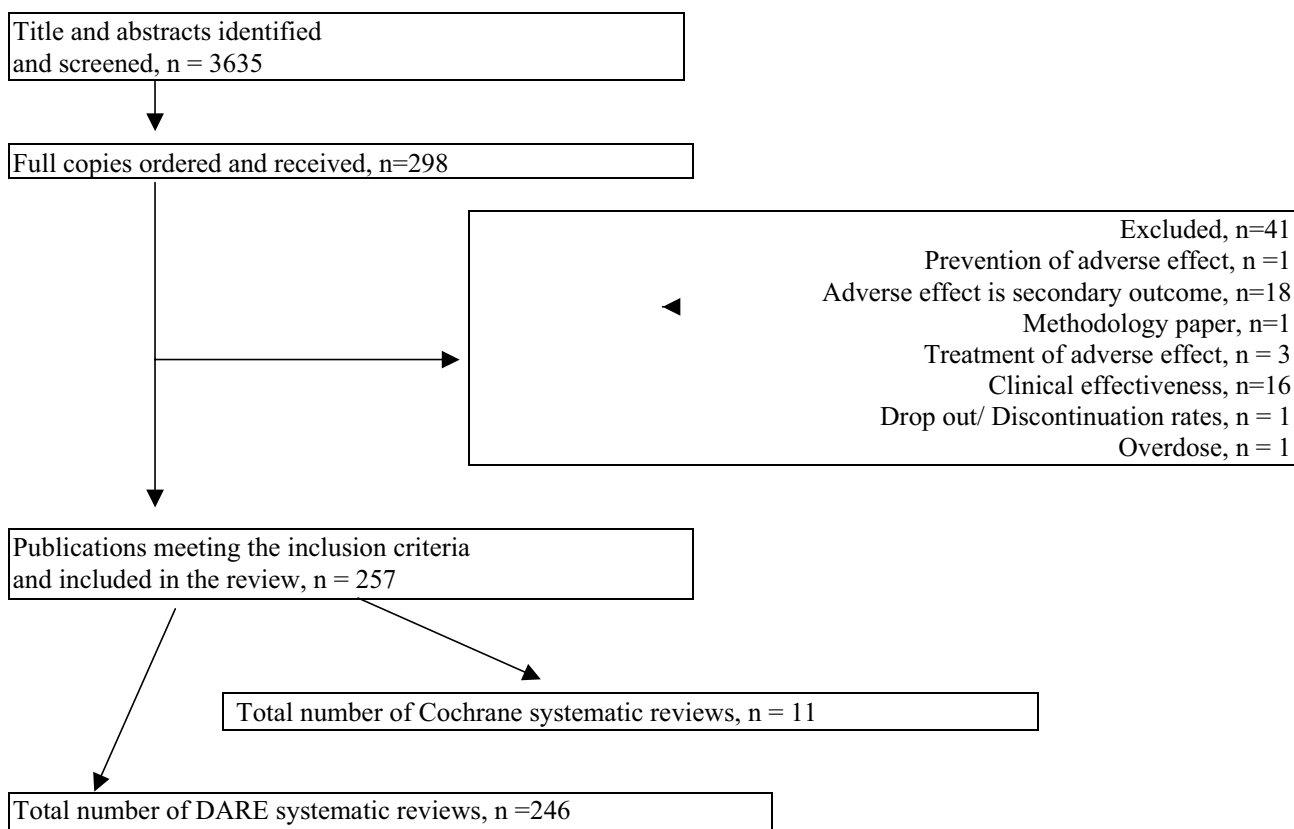 Title and abstracts identified
and screened, n = 3635
Full copies ordered and received, n=298
Excluded, n=41
Prevention of adverse effect, n =1
Adverse effect is secondary outcome, n=18
Methodology paper, n=1
Treatment of adverse effect, n = 3
Clinical effectiveness, n=16
Drop out/ Discontinuation rates, n = 1
Overdose, n = 1
Publications meeting the inclusion criteria
and included in the review, n = 257
Total number of Cochrane systematic reviews, n = 11
Total number of DARE systematic reviews, n =246